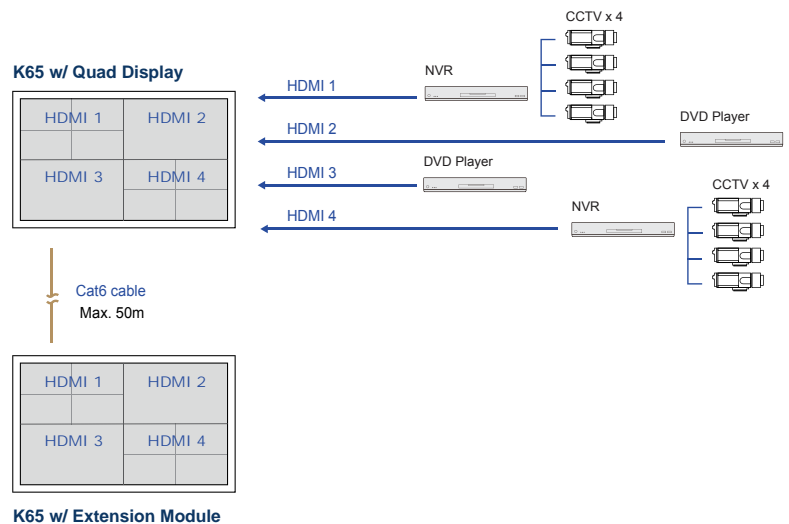 CCTV x 4
K65 w/ Quad Display
NVR
HDMI 1
HDMI 1
HDMI 2
HDMI 2
DVD Player
HDMI 3
HDMI 4
HDMI 3
DVD Player
HDMI 4
NVR
CCTV x 4
Cat6 cable
Max. 50m
HDMI 1
HDMI 2
HDMI 3
HDMI 4
K65 w/ Extension Module